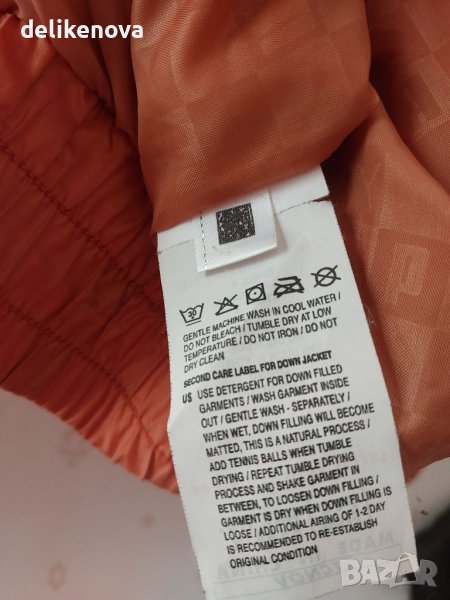 delikenova
30
GENTLE MACHINE WASH IN COOL WATER /
DO NOT BLEACH / TUMBLE DRY AT LOW
TEMPERATURE / DO NOT IRON / DO NOT
DRY CLEAN
SECOND CARE LABEL FOR DOWN JACKET
US USE DETERGENT FOR DOWN FILLED
GARMENTS / WASH GARMENT INSIDE
OUT / GENTLE WASH - SEPARATELY /
WHEN WET, DOWN FILLING WILL BECOME
MATTED, THIS IS A NATURAL PROCESS /
ADD TENNIS BALLS WHEN TUMBLE
DRYING / REPEAT TUMBLE DRYING
PROCESS AND SHAKE GARMENT IN
BETWEEN, TO LOOSEN DOWN FILLING /
GARMENT IS DRY WHEN DOWN FILLING IS
LOOSE / ADDITIONAL AIRING OF 1-2 DAY
IS RECOMMENDED TO RE-ESTABLISH
ORIGINAL CONDITION
MADE IN
BAZAR